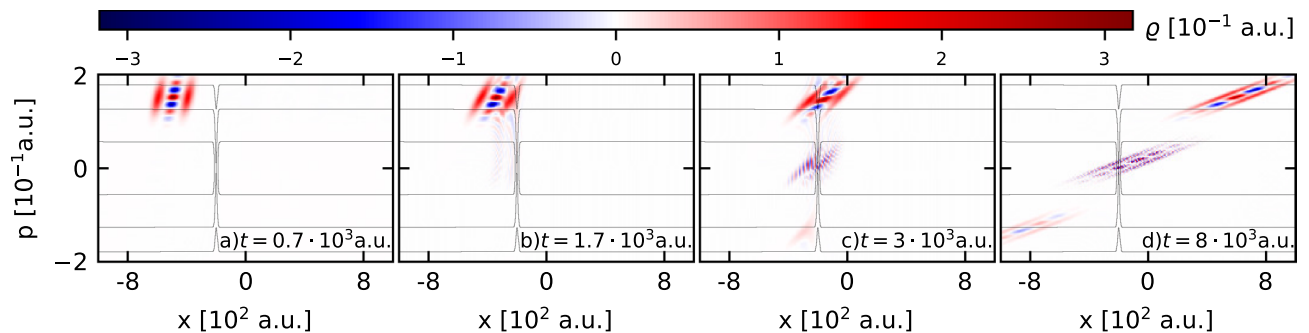 −3 −2 −1 0 1 2 3 ϱ [10⁻¹ a.u.]
p [10⁻¹a.u.]
2
0
−2
a)t = 0.7 · 10³a.u. b)t = 1.7 · 10³a.u. c)t = 3 · 10³a.u. d)t = 8 · 10³a.u.
-8 0 8 -8 0 8 -8 0 8 -8 0 8
x [10² a.u.] x [10² a.u.] x [10² a.u.] x [10² a.u.]